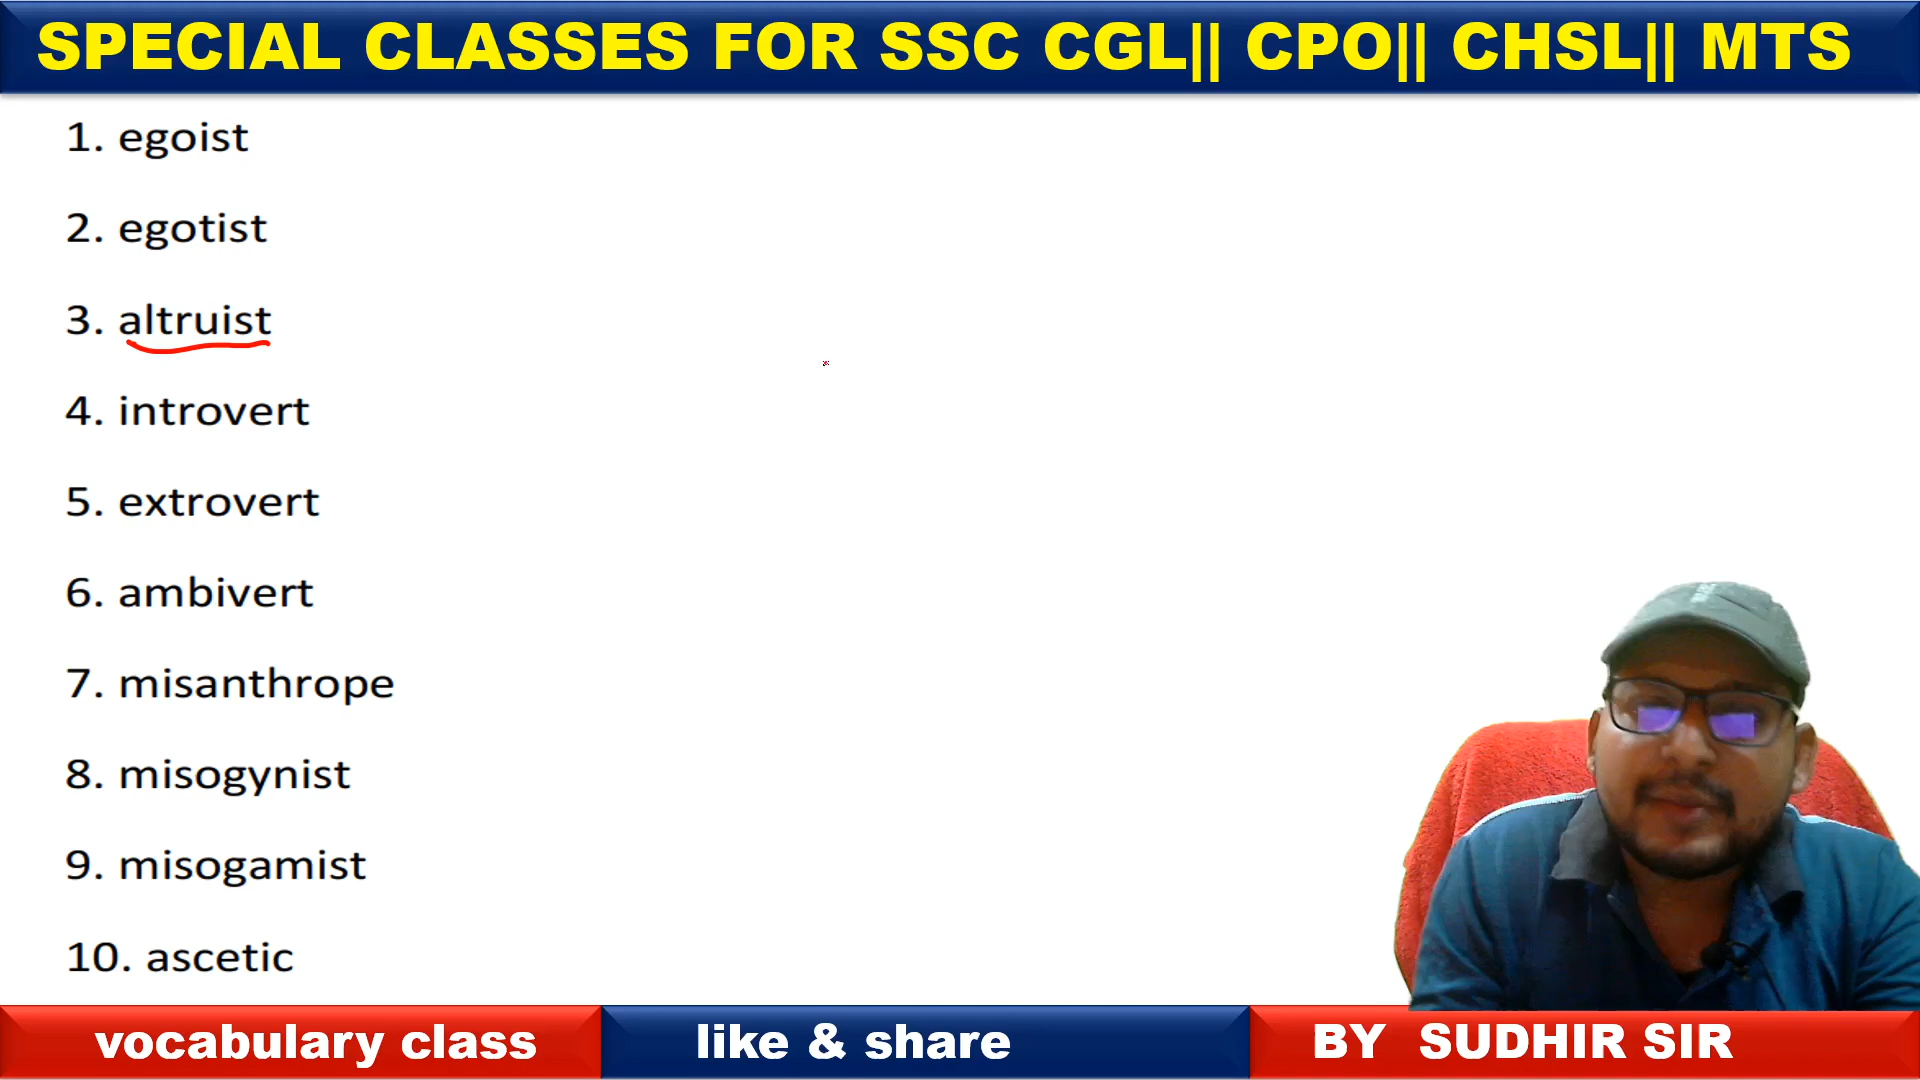 SPECIAL CLASSES FOR SSC CGL|| CPO|| CHSL|| MTS
1. egoist
2. egotist
3. altruist
4. introvert
5. extrovert
6. ambivert
7. misanthrope
8. misogynist
9. misogamist
10. ascetic
vocabulary class
like & share
BY SUDHIR SIR